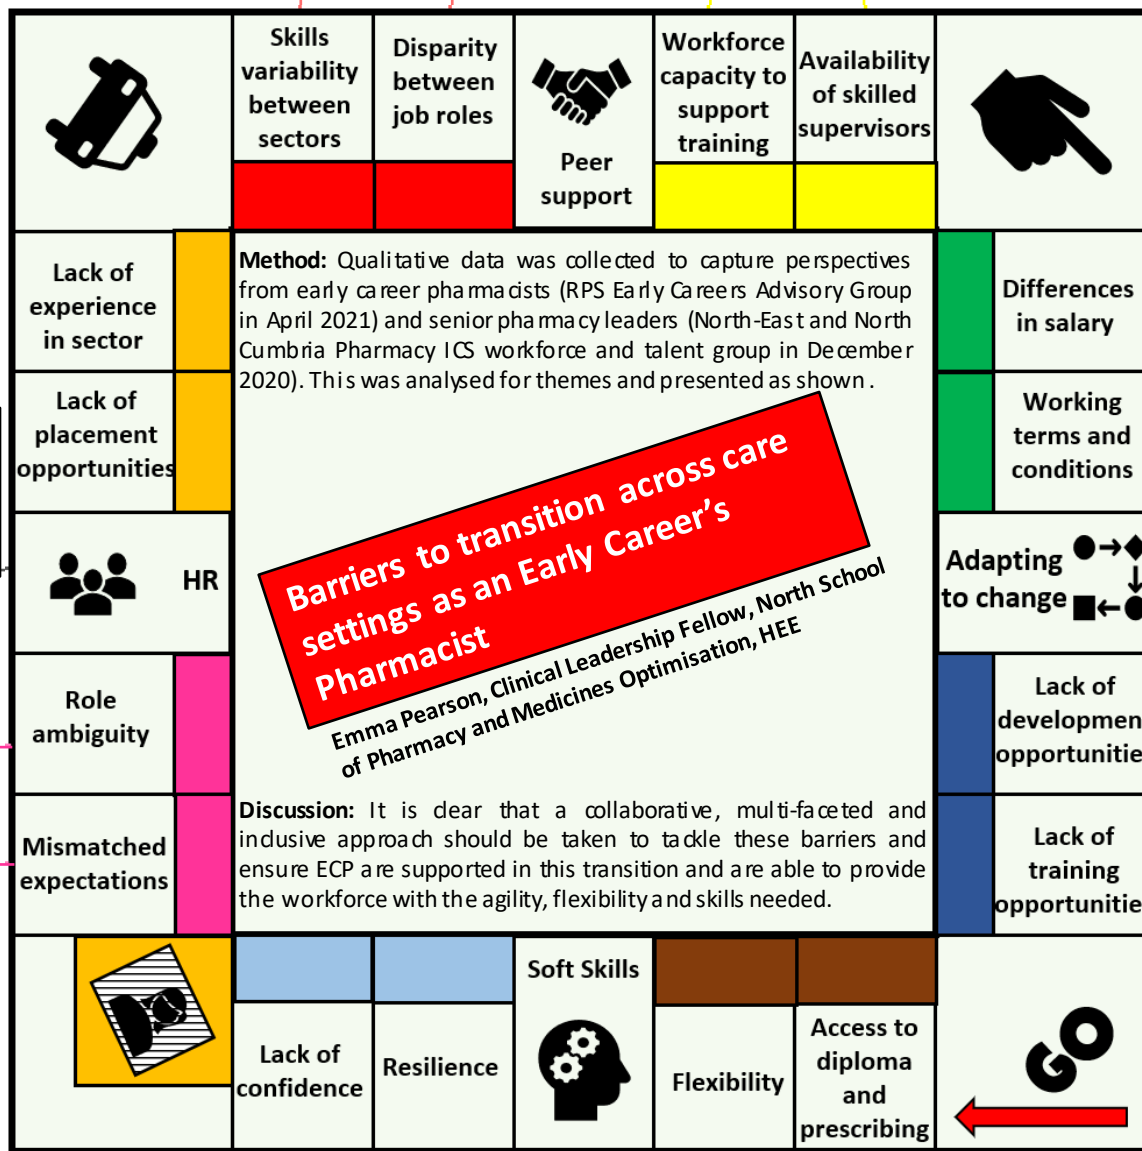 Skills
variability
between
sectors
Disparity
between
job roles
Peer
support
Workforce
capacity to
support
training
Availability
of skilled
supervisors
Lack of
experience
in sector
Lack of
placement
opportunities
HR
Role
ambiguity
Mismatched
expectations
Method: Qualitative data was collected to capture perspectives
from early career pharmacists (RPS Early Careers Advisory Group
in April 2021) and senior pharmacy leaders (North-East and North
Cumbria Pharmacy ICS workforce and talent group in December
2020). This was analysed for themes and presented as shown.
Barriers to transition across care
settings as an Early Career's
Pharmacist
Emma Pearson, Clinical Leadership Fellow, North School
of Pharmacy and Medicines Optimisation, HEE
Discussion: It is clear that a collaborative, multi-faceted and
inclusive approach should be taken to tackle these barriers and
ensure ECP are supported in this transition and are able to provide
the workforce with the agility, flexibility and skills needed.
Differences
in salary
Working
terms and
conditions
Adapting
to change
Lack of
developmen
opportunitie
Lack of
training
opportunitie
Lack of
confidence
Resilience
Soft Skills
Flexibility
Access to
diploma
and
prescribing
GO